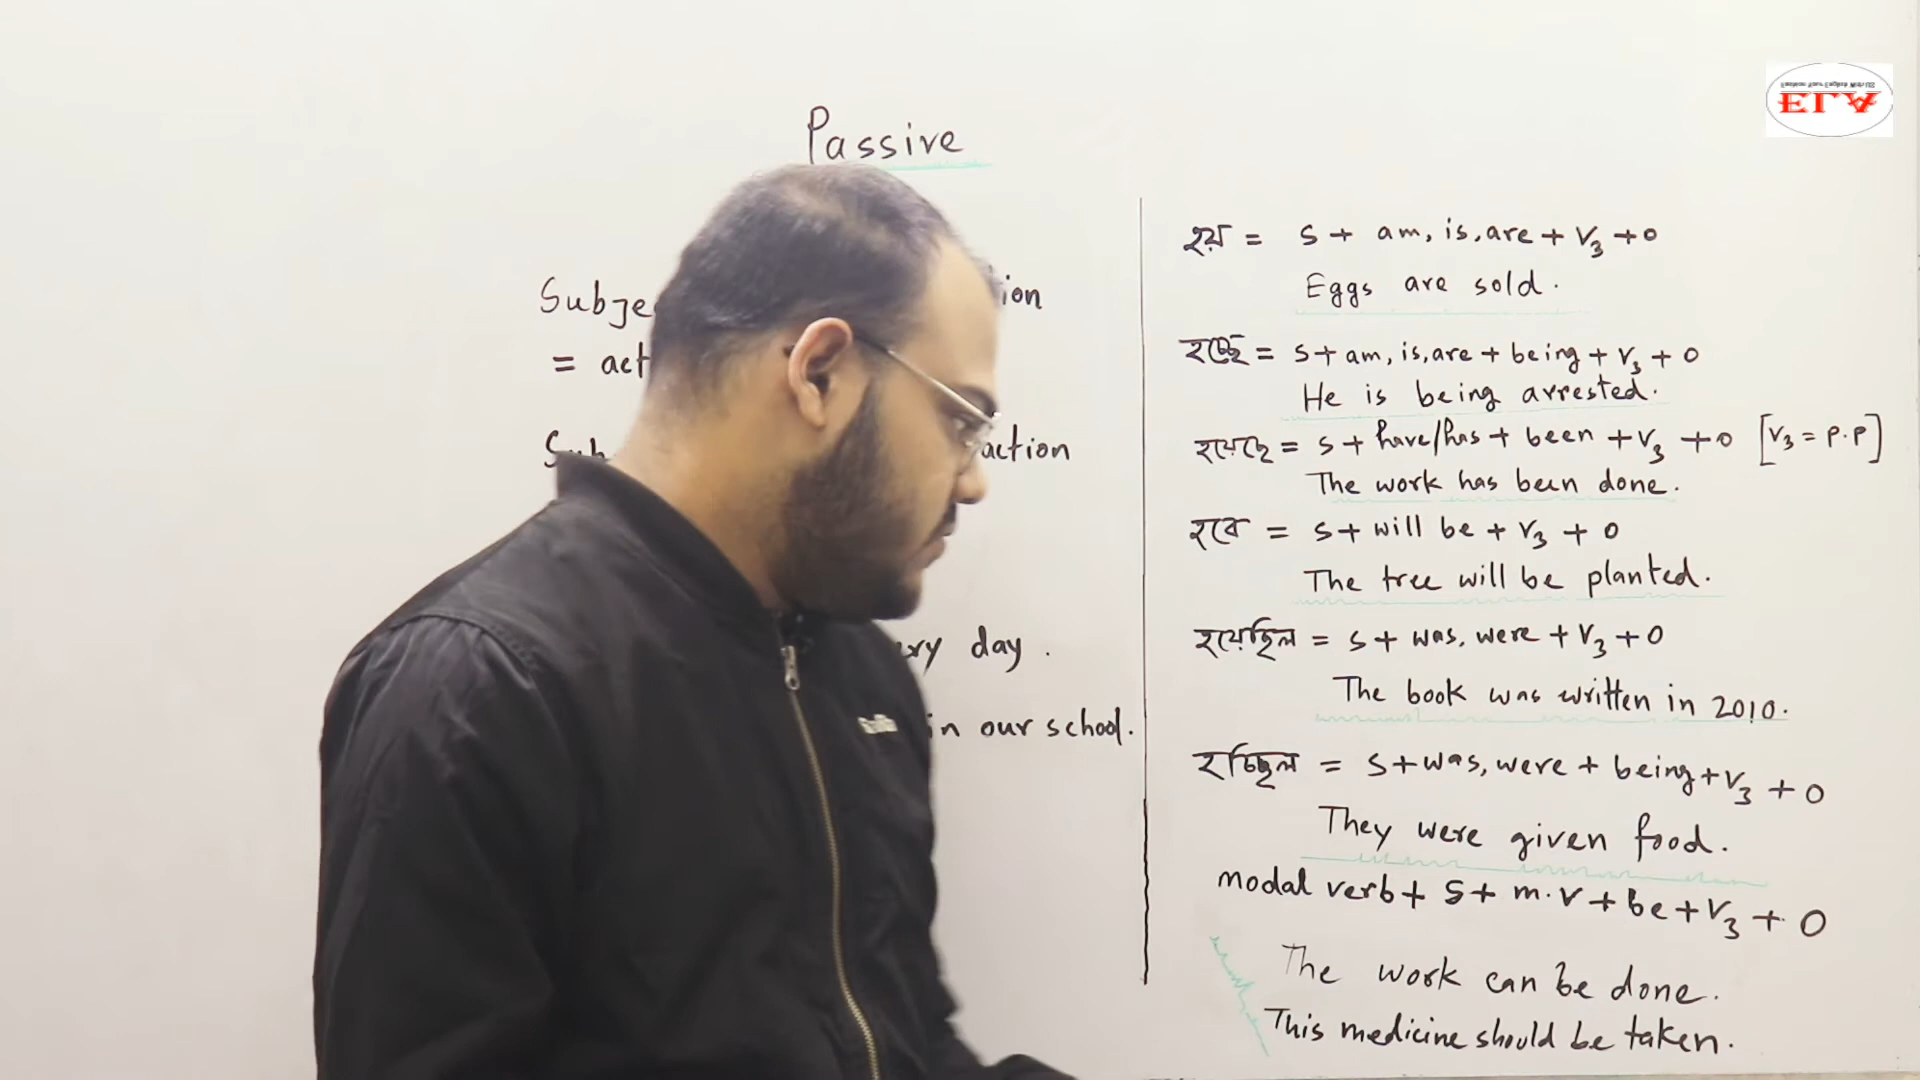 Passive
ion
= act
action
ry day.
in our school.
হয় = S + am, is, are + V3 + O
Eggs are sold.
হচ্ছে = S + am, is, are + being + V3 + O
He is being arrested.
হয়েছে = S + have/has + been + V3 + O [V3 = P.P]
The work has been done.
হবে = S + will be + V3 + O
The tree will be planted.
হয়েছিল = S + was, were + V3 + O
The book was written in 2010.
হচ্ছিল = S + was, were + being + V3 + O
They were given food.
modal verb + S + m.v + be + V3 + O
The work can be done.
This medicine should be taken.